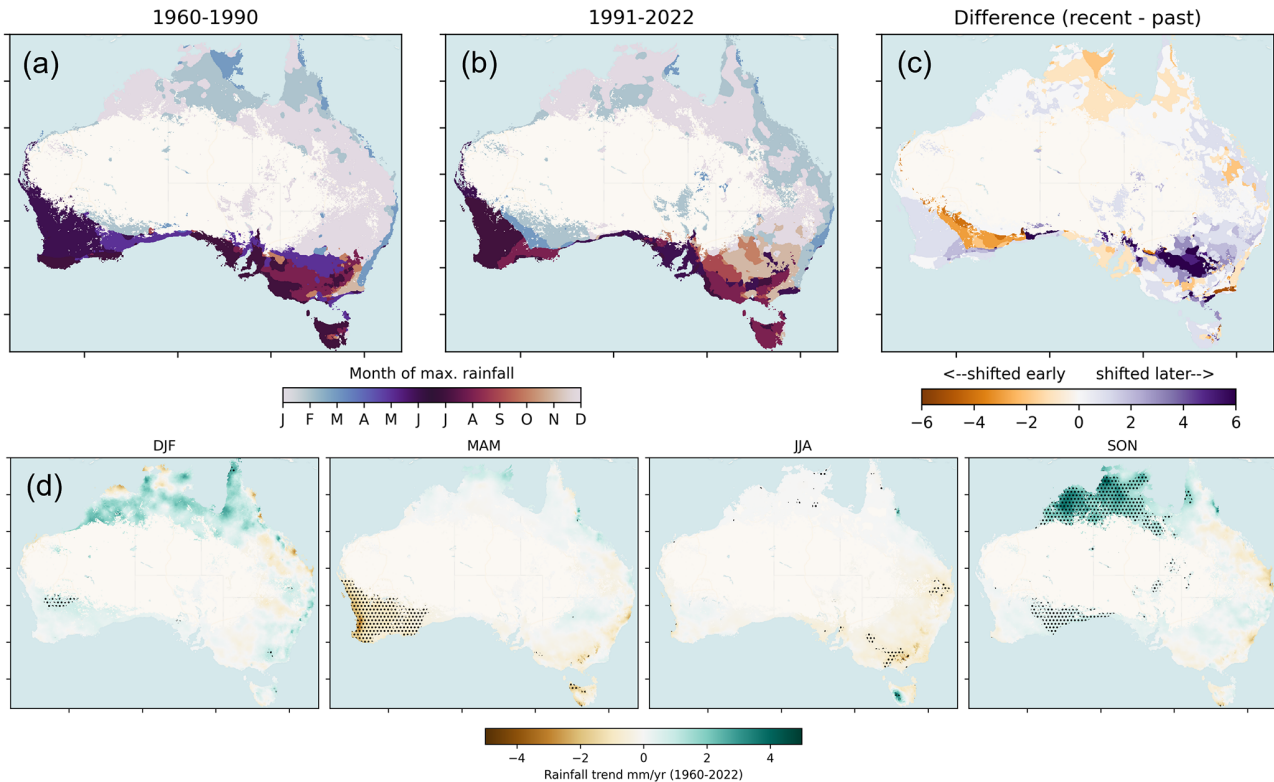 1960-1990
1991-2022
Difference (recent - past)
(a)
(b)
(c)
Month of max. rainfall
J F M A M J J A S O N D
<--shifted early shifted later-->
−6 −4 −2 0 2 4 6
DJF
MAM
JJA
SON
(d)
−4 −2 0 2 4
Rainfall trend mm/yr (1960-2022)